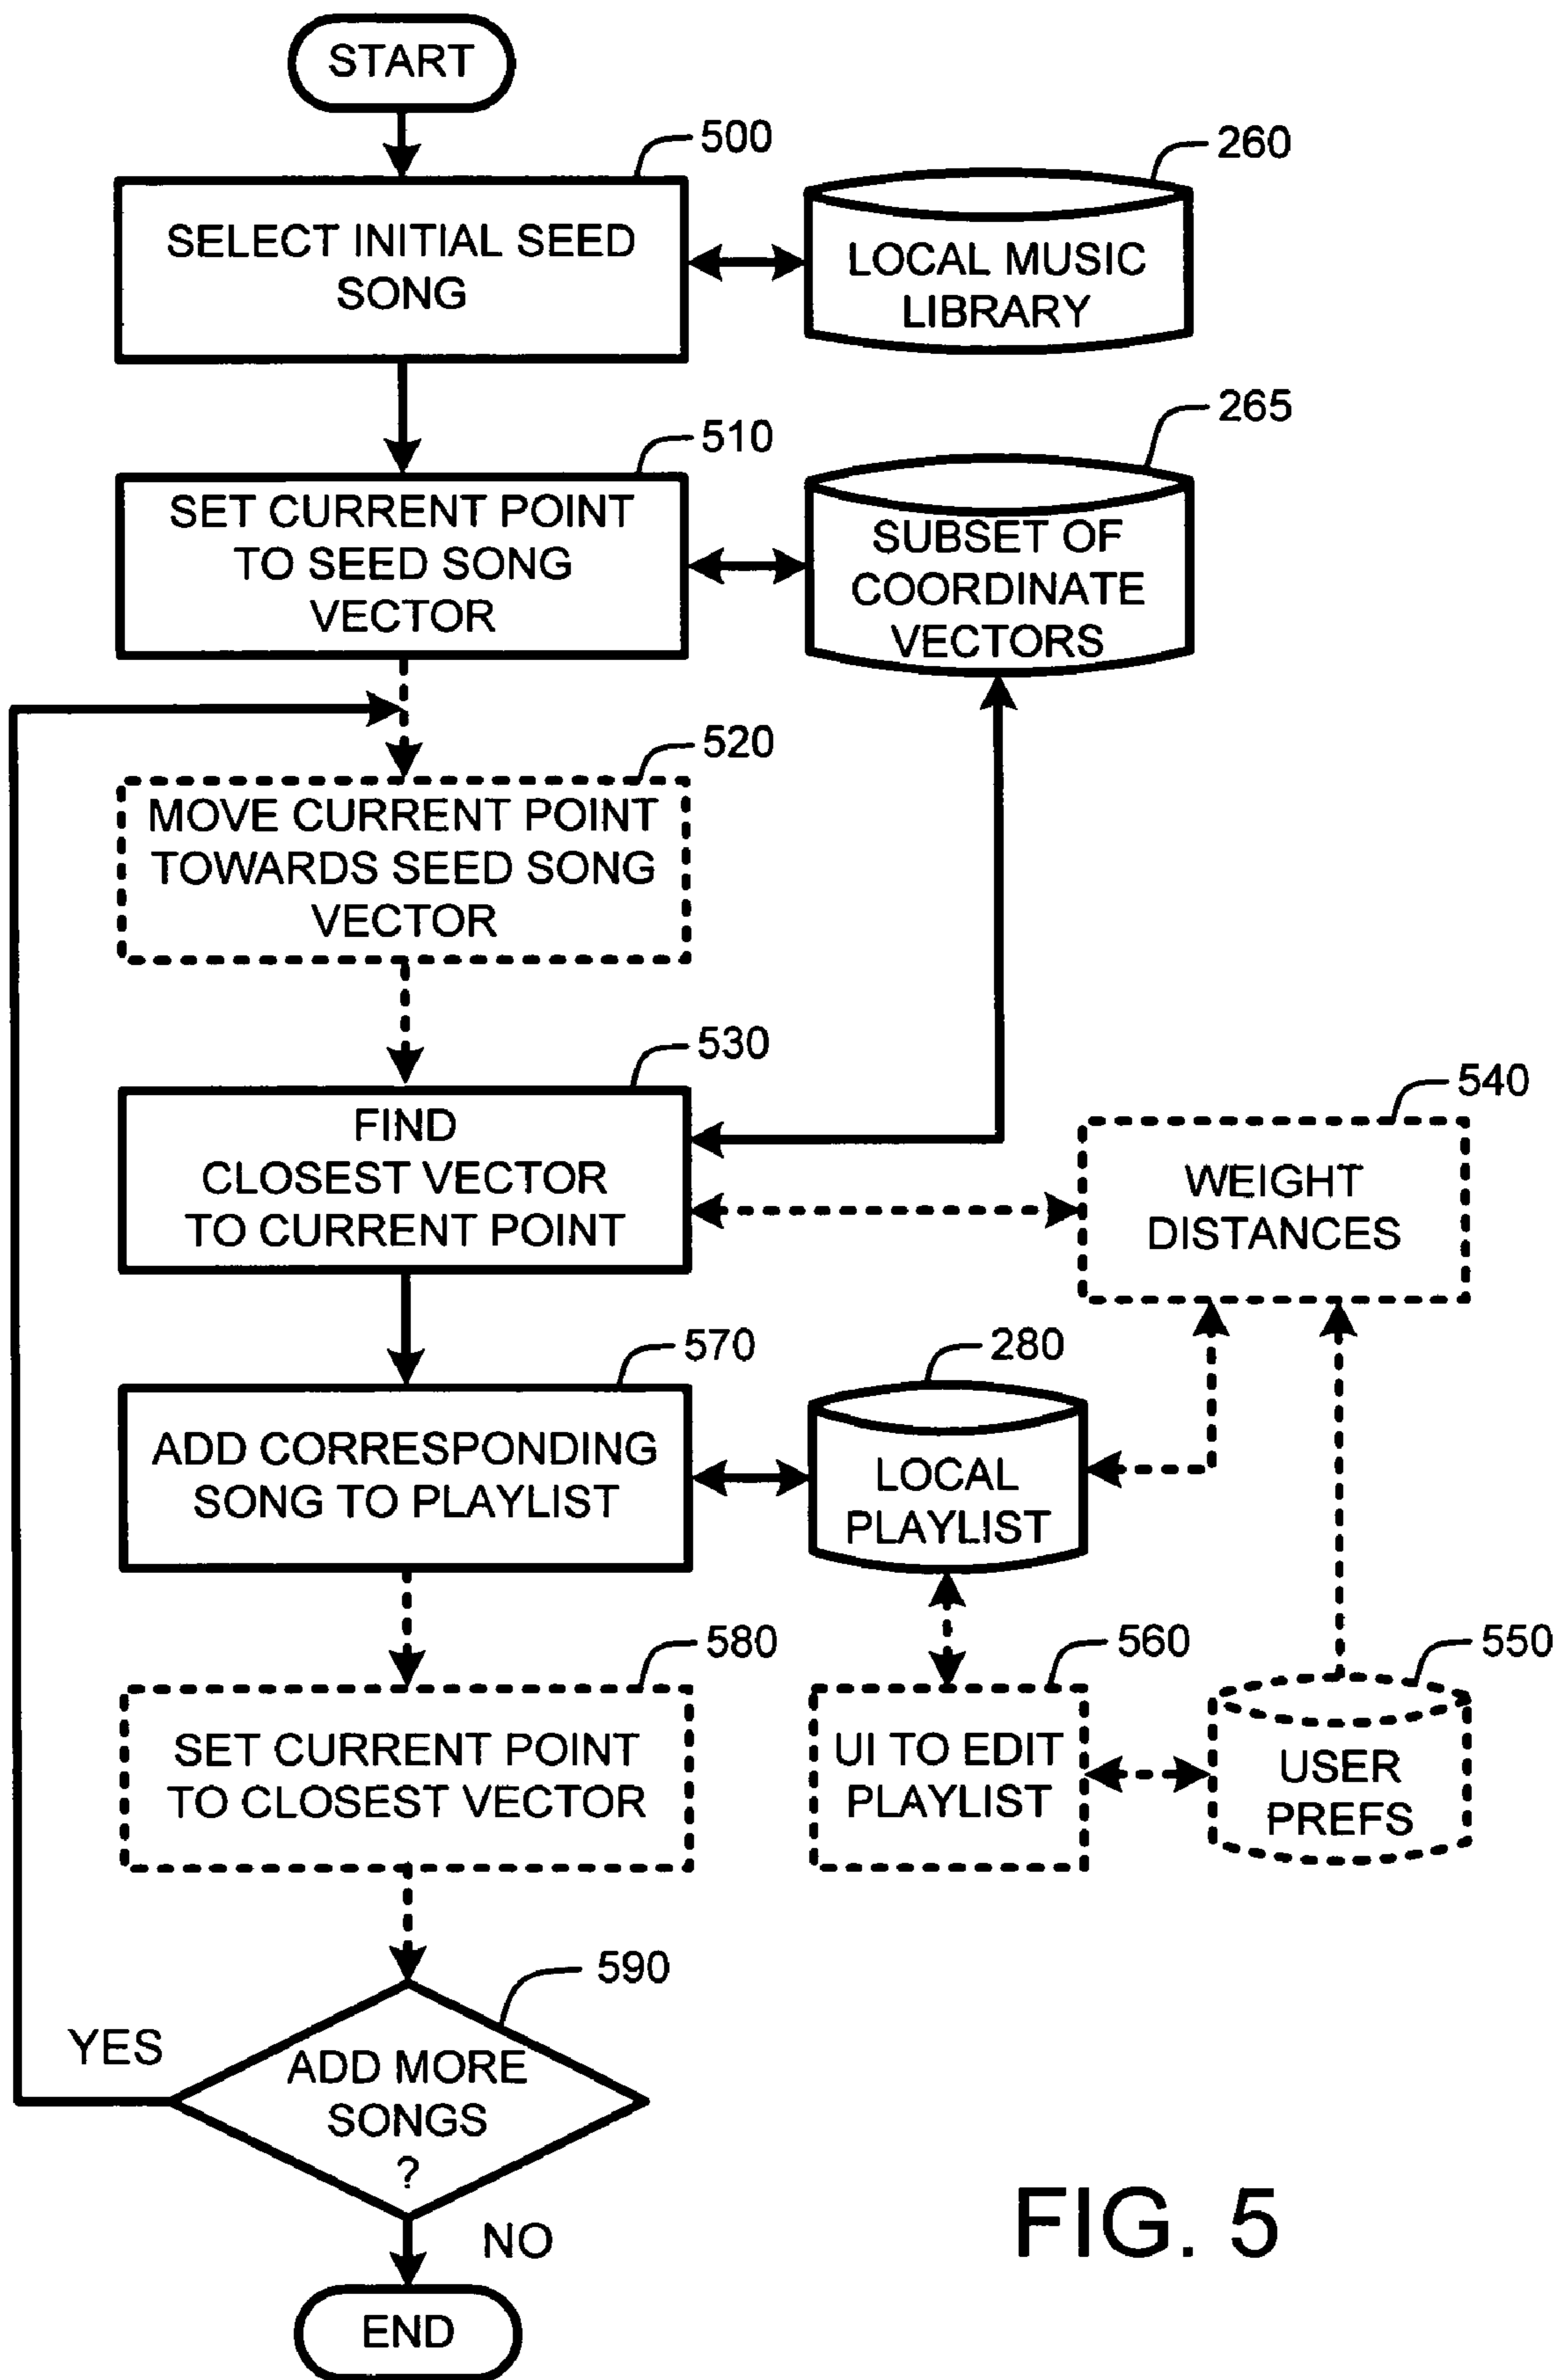 START
500
SELECT INITIAL SEED
SONG
260
LOCAL MUSIC
LIBRARY
510
SET CURRENT POINT
TO SEED SONG
VECTOR
265
SUBSET OF
COORDINATE
VECTORS
520
MOVE CURRENT POINT
TOWARDS SEED SONG
VECTOR
530
FIND
CLOSEST VECTOR
TO CURRENT POINT
540
WEIGHT
DISTANCES
570
ADD CORRESPONDING
SONG TO PLAYLIST
280
LOCAL
PLAYLIST
580
SET CURRENT POINT
TO CLOSEST VECTOR
560
UI TO EDIT
PLAYLIST
550
USER
PREFS
590
YES
ADD MORE
SONGS
?
NO
END
FIG. 5